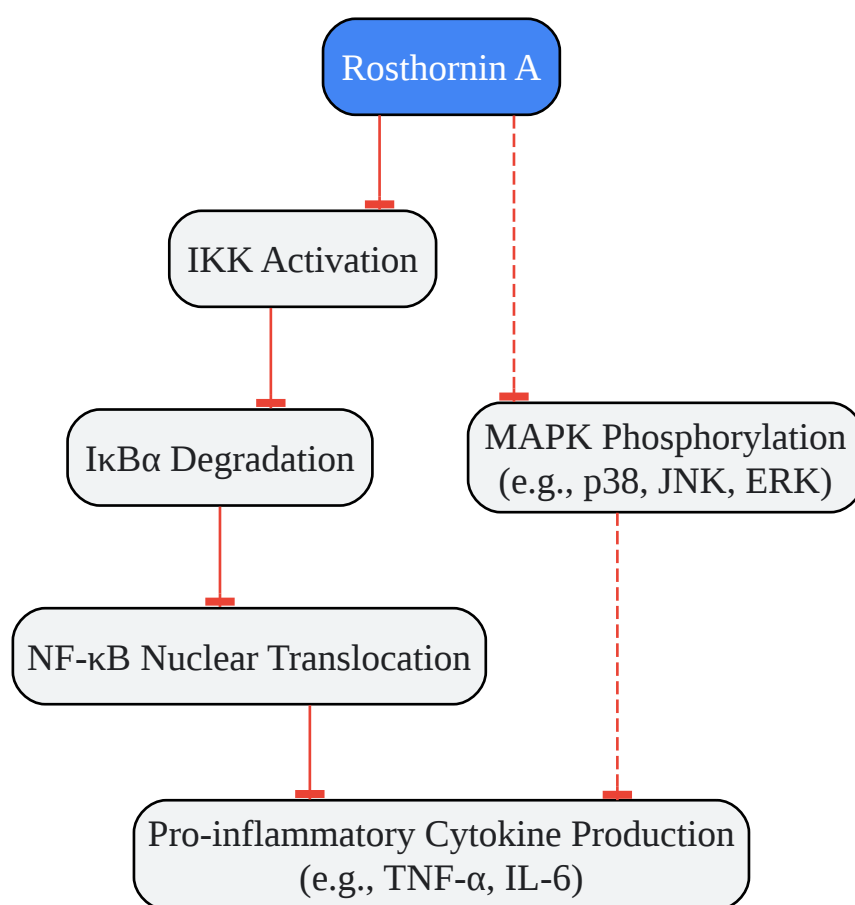 Rosthornin A
IKK Activation
IκBα Degradation
MAPK Phosphorylation
(e.g., p38, JNK, ERK)
NF-κB Nuclear Translocation
Pro-inflammatory Cytokine Production
(e.g., TNF-α, IL-6)